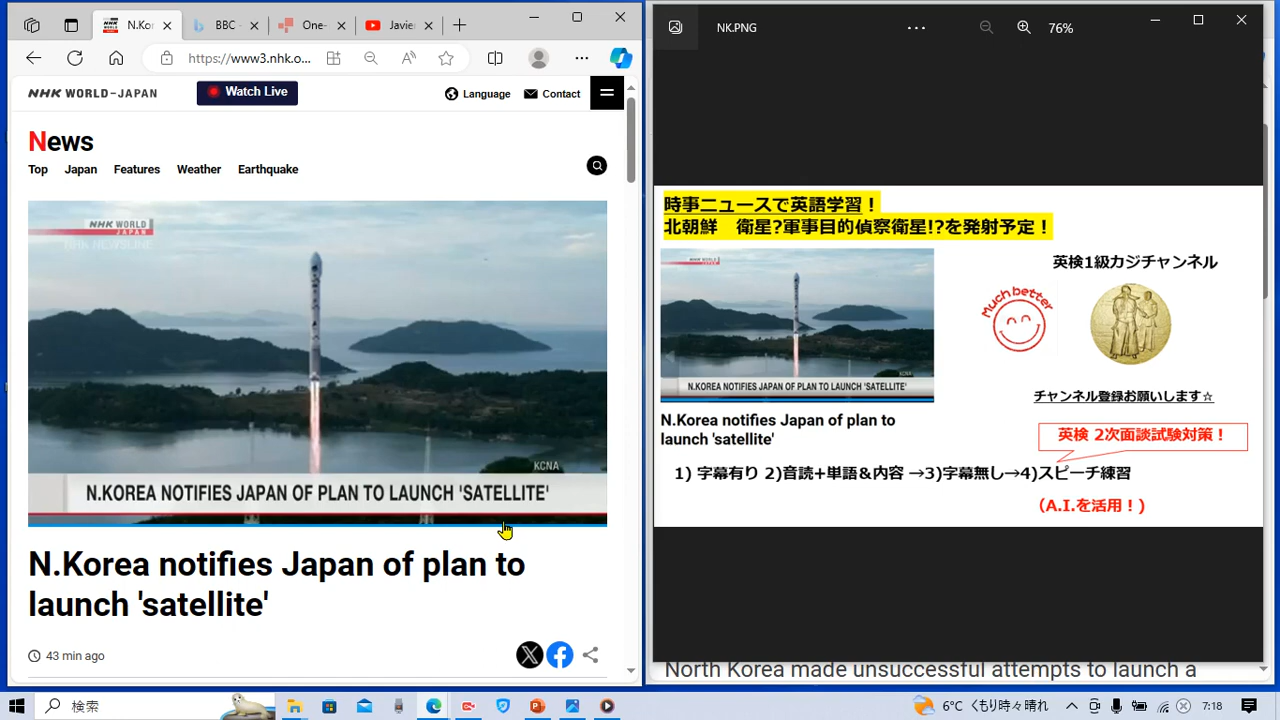 N.Kor
BBC -
One-
Javie
NK.PNG
76%
https://www3.nhk.o...
NHK WORLD-JAPAN
Watch Live
Language
Contact
News
Top Japan Features Weather Earthquake
NHK WORLD
JAPAN
NHK NEWSLINE
KCNA
N.KOREA NOTIFIES JAPAN OF PLAN TO LAUNCH 'SATELLITE'
N.Korea notifies Japan of plan to
launch 'satellite'
43 min ago
時事ニュースで英語学習！
北朝鮮　衛星?軍事目的偵察衛星!?を発射予定！
英検1級カジチャンネル
Much better
KCNA
N.KOREA NOTIFIES JAPAN OF PLAN TO LAUNCH 'SATELLITE'
チャンネル登録お願いします☆
N.Korea notifies Japan of plan to
launch 'satellite'
英検 2次面談試験対策！
1) 字幕有り 2)音読+単語＆内容 →3)字幕無し→4)スピーチ練習
（A.I.を活用！）
North Korea made unsuccessful attempts to launch a
検索
6°C くもり時々晴れ
7:18